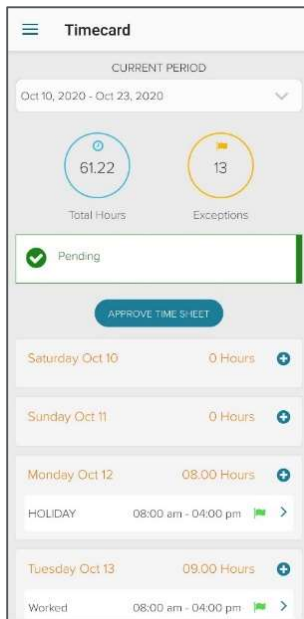 Timecard
CURRENT PERIOD
Oct 10, 2020 - Oct 23, 2020
61.22 13
Total Hours Exceptions
Pending
APPROVE TIME SHEET
Saturday Oct 10 0 Hours
Sunday Oct 11 0 Hours
Monday Oct 12 08.00 Hours
HOLIDAY 08:00 am - 04:00 pm
Tuesday Oct 13 09.00 Hours
Worked 08:00 am - 04:00 pm